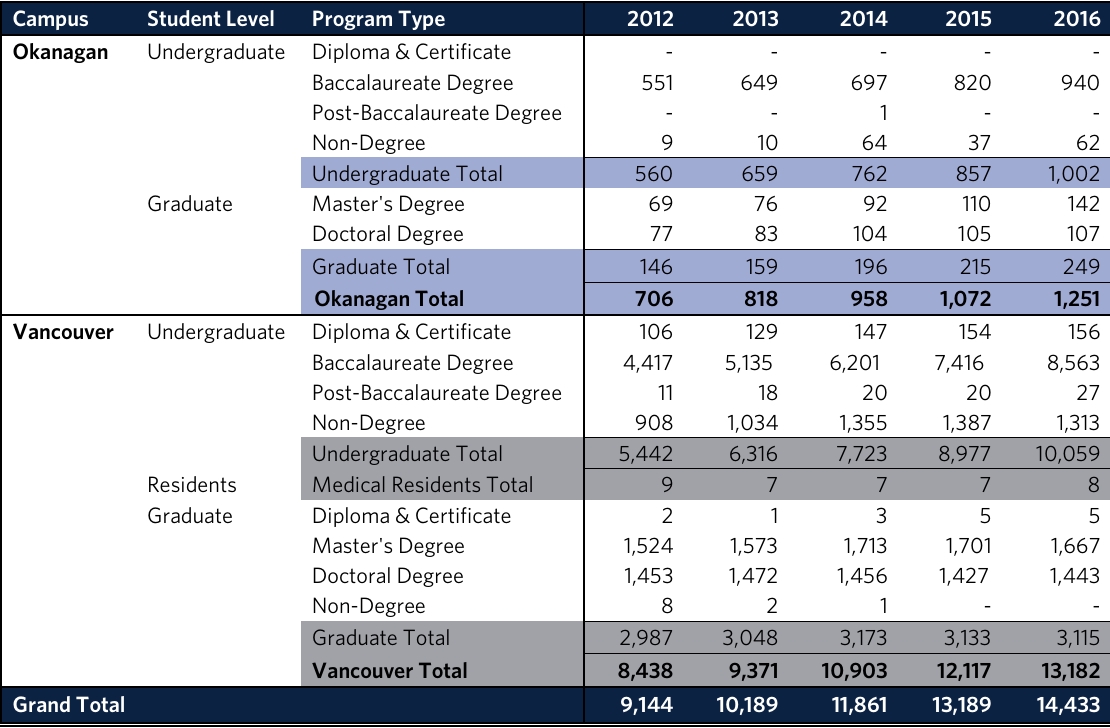 Campus Student Level Program Type 2012 2013 2014 2015 2016
Okanagan Undergraduate Diploma & Certificate - - - - -
Baccalaureate Degree 551 649 697 820 940
Post-Baccalaureate Degree - - 1 - -
Non-Degree 9 10 64 37 62
Undergraduate Total 560 659 762 857 1,002
Graduate Master's Degree 69 76 92 110 142
Doctoral Degree 77 83 104 105 107
Graduate Total 146 159 196 215 249
Okanagan Total 706 818 958 1,072 1,251
Vancouver Undergraduate Diploma & Certificate 106 129 147 154 156
Baccalaureate Degree 4,417 5,135 6,201 7,416 8,563
Post-Baccalaureate Degree 11 18 20 20 27
Non-Degree 908 1,034 1,355 1,387 1,313
Undergraduate Total 5,442 6,316 7,723 8,977 10,059
Residents Medical Residents Total 9 7 7 7 8
Graduate Diploma & Certificate 2 1 3 5 5
Master's Degree 1,524 1,573 1,713 1,701 1,667
Doctoral Degree 1,453 1,472 1,456 1,427 1,443
Non-Degree 8 2 1 - -
Graduate Total 2,987 3,048 3,173 3,133 3,115
Vancouver Total 8,438 9,371 10,903 12,117 13,182
Grand Total 9,144 10,189 11,861 13,189 14,433